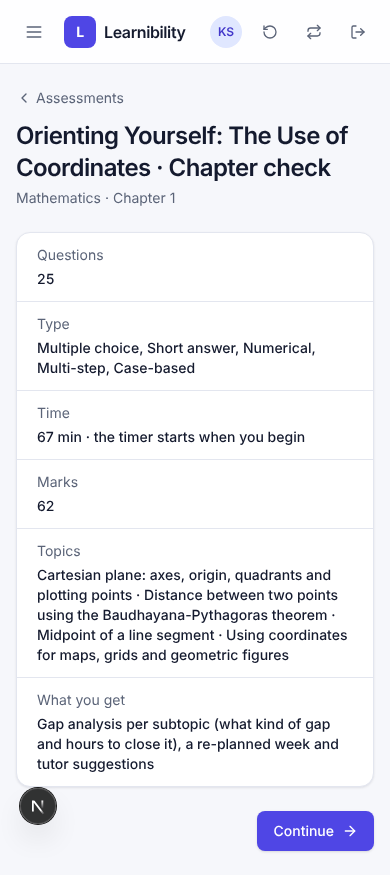 L Learnibility KS
Assessments
Orienting Yourself: The Use of
Coordinates · Chapter check
Mathematics · Chapter 1
Questions
25
Type
Multiple choice, Short answer, Numerical,
Multi-step, Case-based
Time
67 min · the timer starts when you begin
Marks
62
Topics
Cartesian plane: axes, origin, quadrants and
plotting points · Distance between two points
using the Baudhayana-Pythagoras theorem ·
Midpoint of a line segment · Using coordinates
for maps, grids and geometric figures
What you get
Gap analysis per subtopic (what kind of gap
and hours to close it), a re-planned week and
tutor suggestions
N
Continue